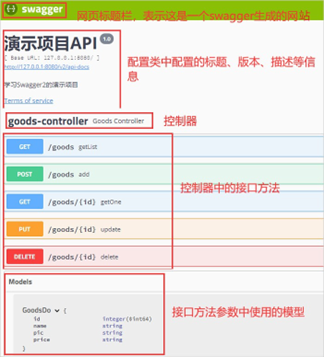 {··} swagger
网页标题栏，表示这是一个swagger生成的网站
演示项目API 1.0
[ Base URL: 127.0.0.1:8080/ ]
http://127.0.0.1:8080/v2/api-docs
配置类中配置的标题、版本、描述等信息
学习Swagger2的演示项目
Terms of service
goods-controller Goods Controller
控制器
GET /goods getList
POST /goods add
控制器中的接口方法
GET /goods/{id} getOne
PUT /goods/{id} update
DELETE /goods/{id} delete
Models
GoodsDo {
id integer($int64)
name string
接口方法参数中使用的模型
pic string
price string
}